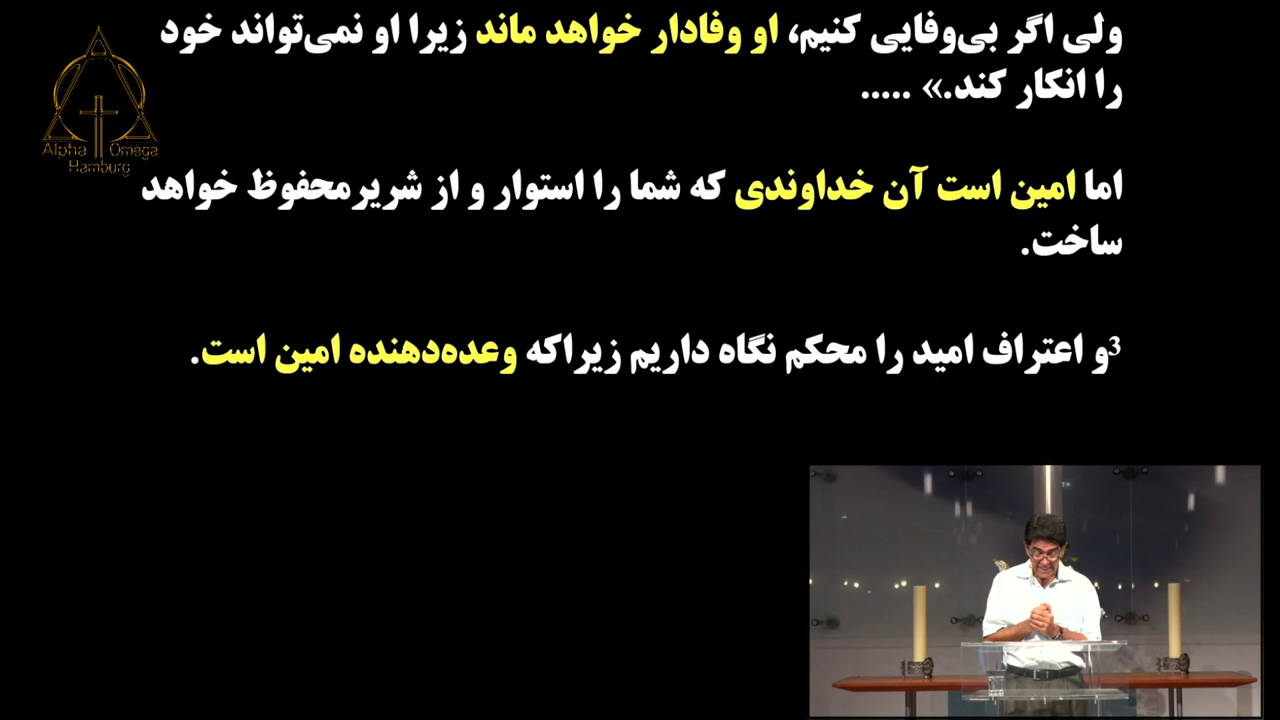 ولی اگر بی‌وفایی کنیم، او وفادار خواهد ماند زیرا او نمی‌تواند خود
را انکار کند.» .....
اما امین است آن خداوندی که شما را استوار و از شریرمحفوظ خواهد
ساخت.
3و اعتراف امید را محکم نگاه داریم زیراکه وعده‌دهنده امین است.
Alpha Omega
Hamburg